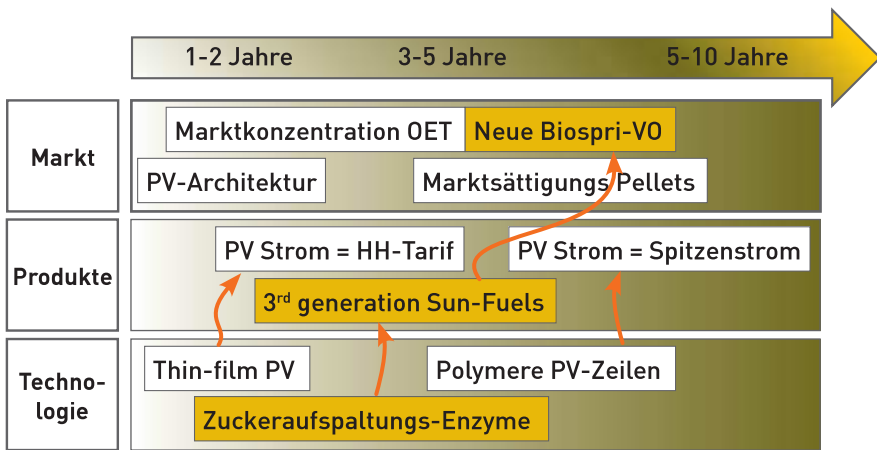 1-2 Jahre 3-5 Jahre 5-10 Jahre
Markt
Marktkonzentration OET Neue Biospri-VO
PV-Architektur Marktsättigungs Pellets
Produkte
PV Strom = HH-Tarif PV Strom = Spitzenstrom
3rd generation Sun-Fuels
Techno-
logie
Thin-film PV Polymere PV-Zeilen
Zuckeraufspaltungs-Enzyme